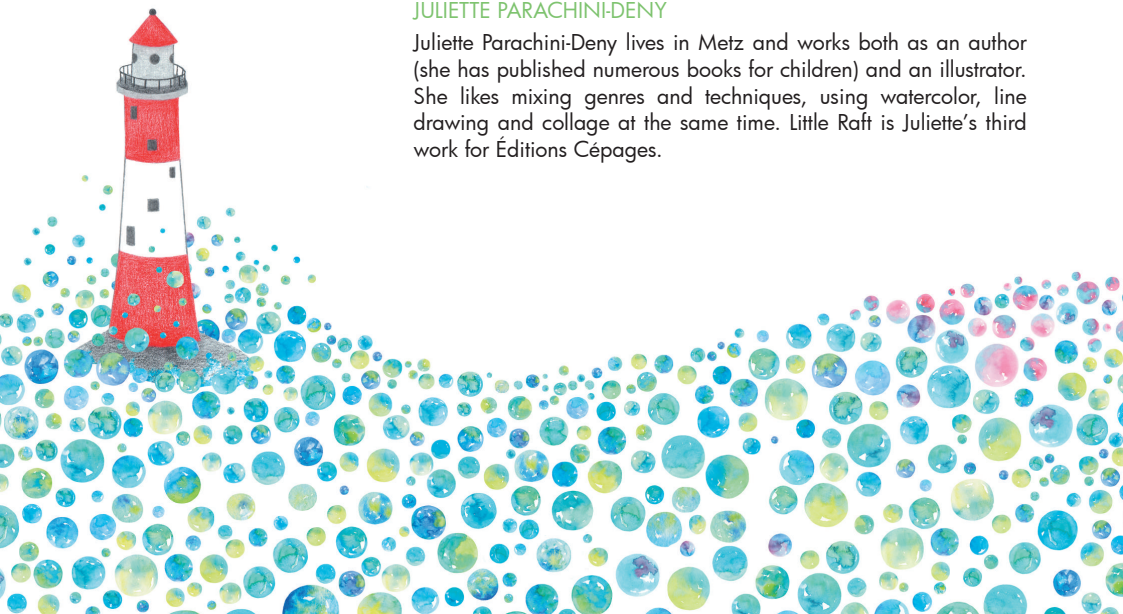 JULIETTE PARACHINI-DENY
Juliette Parachini-Deny lives in Metz and works both as an author
(she has published numerous books for children) and an illustrator.
She likes mixing genres and techniques, using watercolor, line
drawing and collage at the same time. Little Raft is Juliette’s third
work for Éditions Cépages.